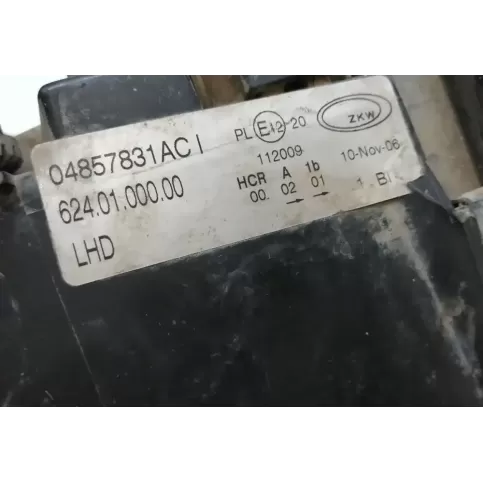 04857831AC I
624.01.000.00
LHD
PL E12-20
112009
HCR A 1b
00. 02 01
ZKW
10-Nov-06
1. BI